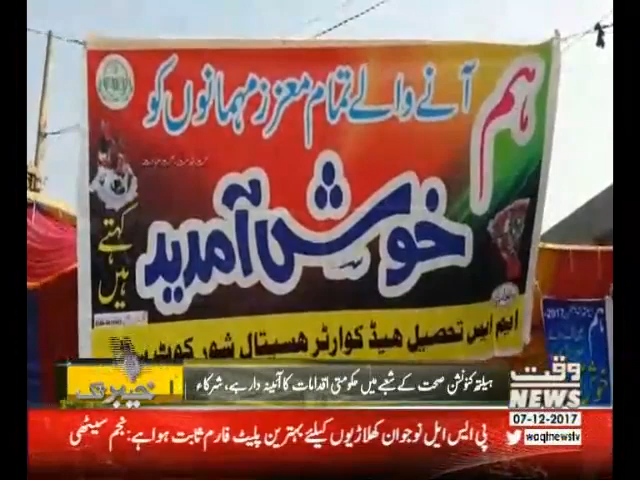 ہم
آنے والے تمام معزز مہمانوں کو
خوش آمدید
کہتے ہیں
ایم ایس تحصیل ہیڈ کوارٹر ہسپتال شور کوٹ
ہیلتھ کنونشن صحت کے شعبے میں حکومتی اقدامات کا آئینہ دار ہے، شرکاء
وقت
NEWS
07-12-2017
waqtnewstv
پی ایس ایل نوجوان کھلاڑیوں کیلئے بہترین پلیٹ فارم ثابت ہوا ہے: نجم سیٹھی